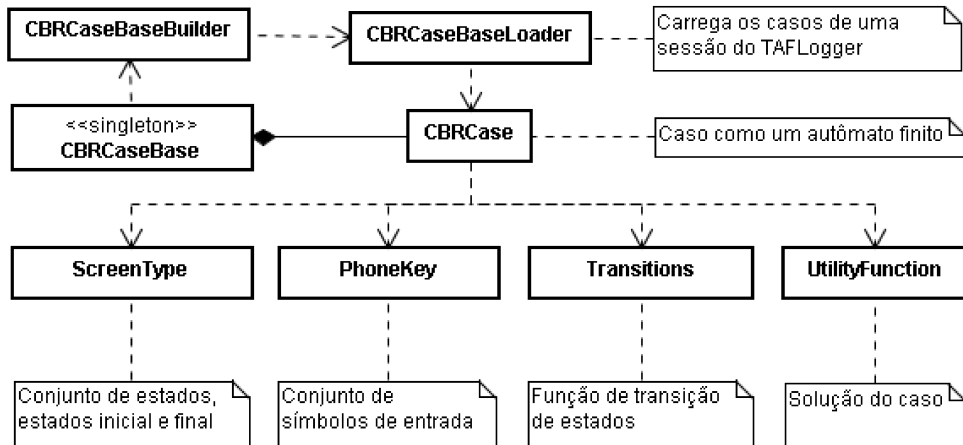 CBRCaseBaseBuilder
CBRCaseBaseLoader
Carrega os casos de uma
sessão do TAFLogger
<<singleton>>
CBRCaseBase
CBRCase
Caso como um autômato finito
ScreenType
PhoneKey
Transitions
UtilityFunction
Conjunto de estados,
estados inicial e final
Conjunto de
símbolos de entrada
Função de transição
de estados
Solução do caso